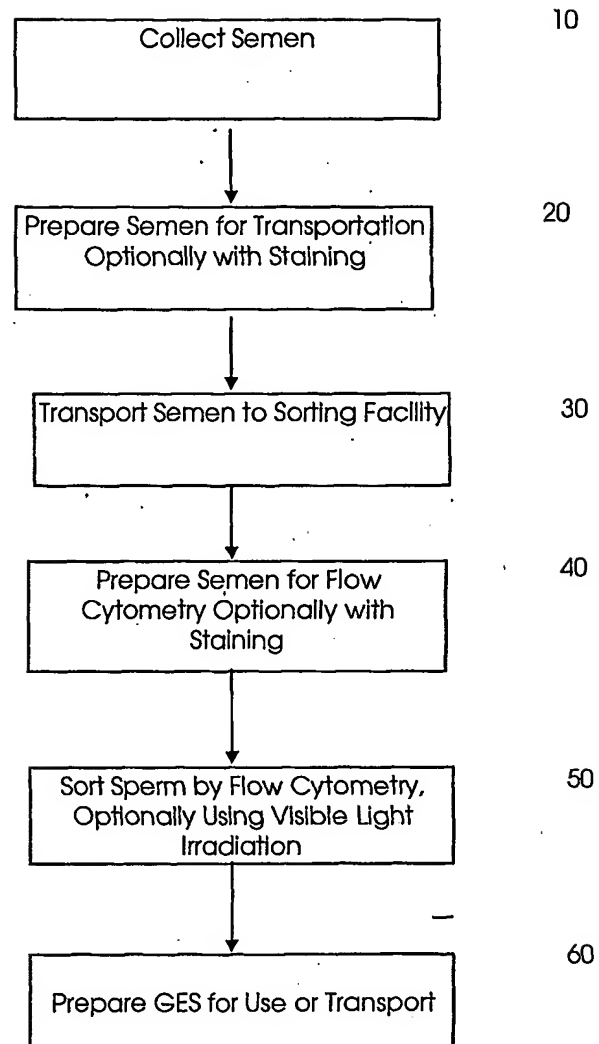 Collect Semen
10
Prepare Semen for Transportation
Optionally with Staining
20
Transport Semen to Sorting Facility
30
Prepare Semen for Flow
Cytometry Optionally with
Staining
40
Sort Sperm by Flow Cytometry,
Optionally Using Visible Light
Irradiation
50
Prepare GES for Use or Transport
60